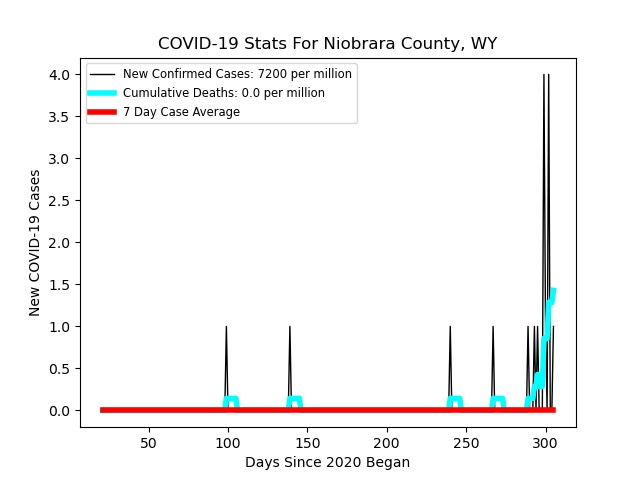 COVID-19 Stats For Niobrara County, WY
New Confirmed Cases: 7200 per million
Cumulative Deaths: 0.0 per million
7 Day Case Average
New COVID-19 Cases
4.0
3.5
3.0
2.5
2.0
1.5
1.0
0.5
0.0
50 100 150 200 250 300
Days Since 2020 Began